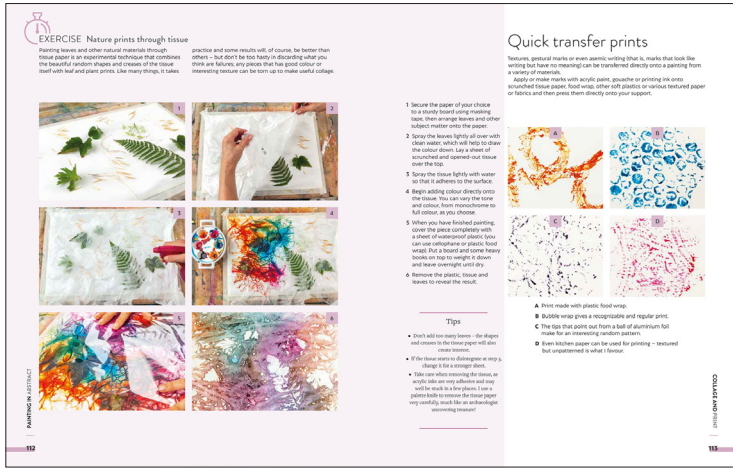 EXERCISE Nature prints through tissue
Painting leaves and other natural materials through
tissue paper is an experimental technique that combines
the beautiful random shapes and creases of the tissue
itself with leaf and plant prints. Like many things, it takes
practice and some results will, of course, be better than
others – but don't be too hasty in discarding what you
think are failures; any pieces that has good colour or
interesting texture can be torn up to make useful collage.
1
2
3
4
5
6
1 Secure the paper of your choice
to a sturdy board using masking
tape, then arrange leaves and other
subject matter onto the paper.
2 Spray the leaves lightly all over with
clean water, which will help to draw
the colour down. Lay a sheet of
scrunched and opened-out tissue
over the top.
3 Spray the tissue lightly with water
so that it adheres to the surface.
4 Begin adding colour directly onto
the tissue. You can vary the tone
and colour, from monochrome to
full colour, as you choose.
5 When you have finished painting,
cover the piece completely with
a sheet of waterproof plastic (you
can use cellophane or plastic food
wrap). Put a board and some heavy
books on top to weight it down
and leave overnight until dry.
6 Remove the plastic, tissue and
leaves to reveal the result.
Tips
• Don't add too many leaves – the shapes
and creases in the tissue paper will also
create interest.
• If the tissue starts to disintegrate at step 3,
change it for a stronger sheet.
• Take care when removing the tissue, as
acrylic inks are very adhesive and may
well be stuck in a few places. I use a
palette knife to remove the tissue paper
very carefully, much like an archaeologist
uncovering treasure!
PAINTING IN ABSTRACT
112
Quick transfer prints
Textures, gestural marks or even asemic writing (that is, marks that look like
writing but have no meaning) can be transferred directly onto a painting from
a variety of materials.
Apply or make marks with acrylic paint, gouache or printing ink onto
scrunched tissue paper, food wrap, other soft plastics or various textured paper
or fabrics and then press them directly onto your support.
A
B
C
D
A Print made with plastic food wrap.
B Bubble wrap gives a recognizable and regular print.
C The tips that point out from a ball of aluminium foil
make for an interesting random pattern.
D Even kitchen paper can be used for printing – textured
but unpatterned is what I favour.
COLLAGE AND PRINT
113